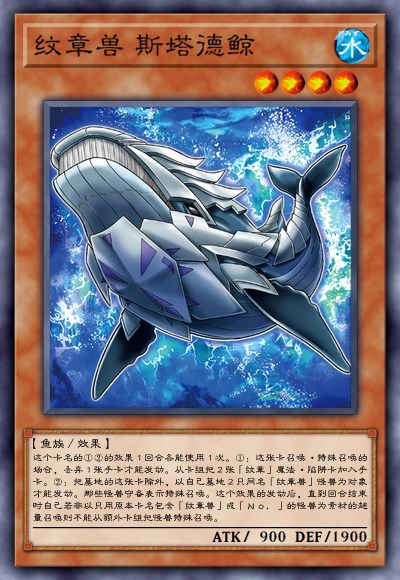 纹章兽 斯塔德鲸
水
【鱼族／效果】
这个卡名的①②的效果1回合各能使用1次。①：这张卡召唤·特殊召唤的
场合，丢弃1张手卡才能发动。从卡组把2张「纹章」魔法·陷阱卡加入手
卡。②：把墓地的这张卡除外，以自己墓地2只同名「纹章兽」怪兽为对象
才能发动。那些怪兽守备表示特殊召唤。这个效果的发动后，直到回合结束
时自己若非以只用原本卡名包含「纹章兽」或「No．」的怪兽为素材的超
量召唤则不能从额外卡组把怪兽特殊召唤。
ATK/ 900 DEF/1900